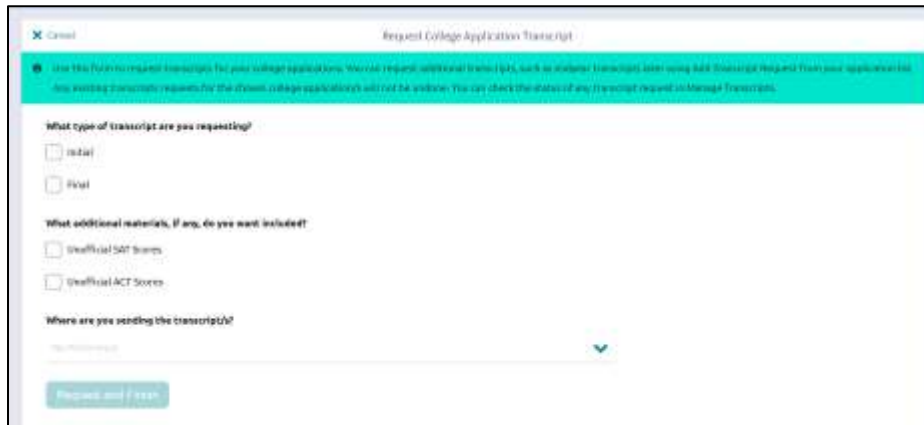 Cancel
Request College Application Transcript
Use this form to request transcripts for your college applications. You can request additional transcripts, such as midyear transcripts later using Add Transcript Request from your application list.
Any existing transcripts requests for the chosen college application/s will not be undone. You can check the status of any transcript request in Manage Transcripts.
What type of transcript are you requesting?
Initial
Final
What additional materials, if any, do you want included?
Unofficial SAT Scores
Unofficial ACT Scores
Where are you sending the transcript/s?
Request and Finish